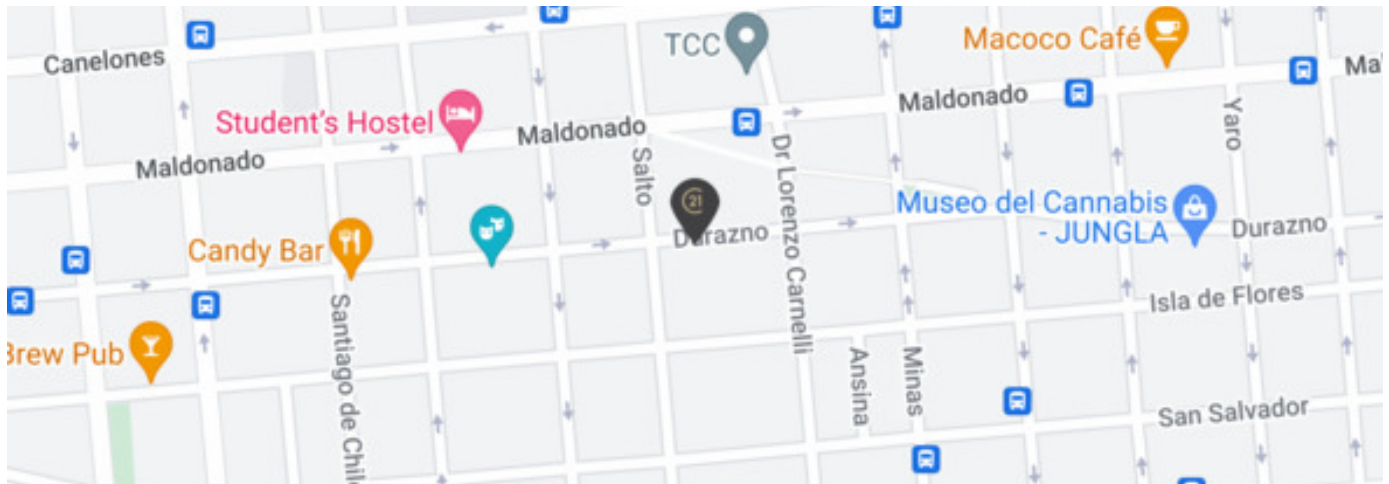 Canelones
TCC
Macoco Café
Maldonado
Student's Hostel
Maldonado
Maldonado
Yaro
Salto
Dr Lorenzo Carnelli
21
Durazno
Museo del Cannabis
- JUNGLA
Durazno
Candy Bar
Santiago de Chile
Isla de Flores
Brew Pub
Ansina
Minas
San Salvador